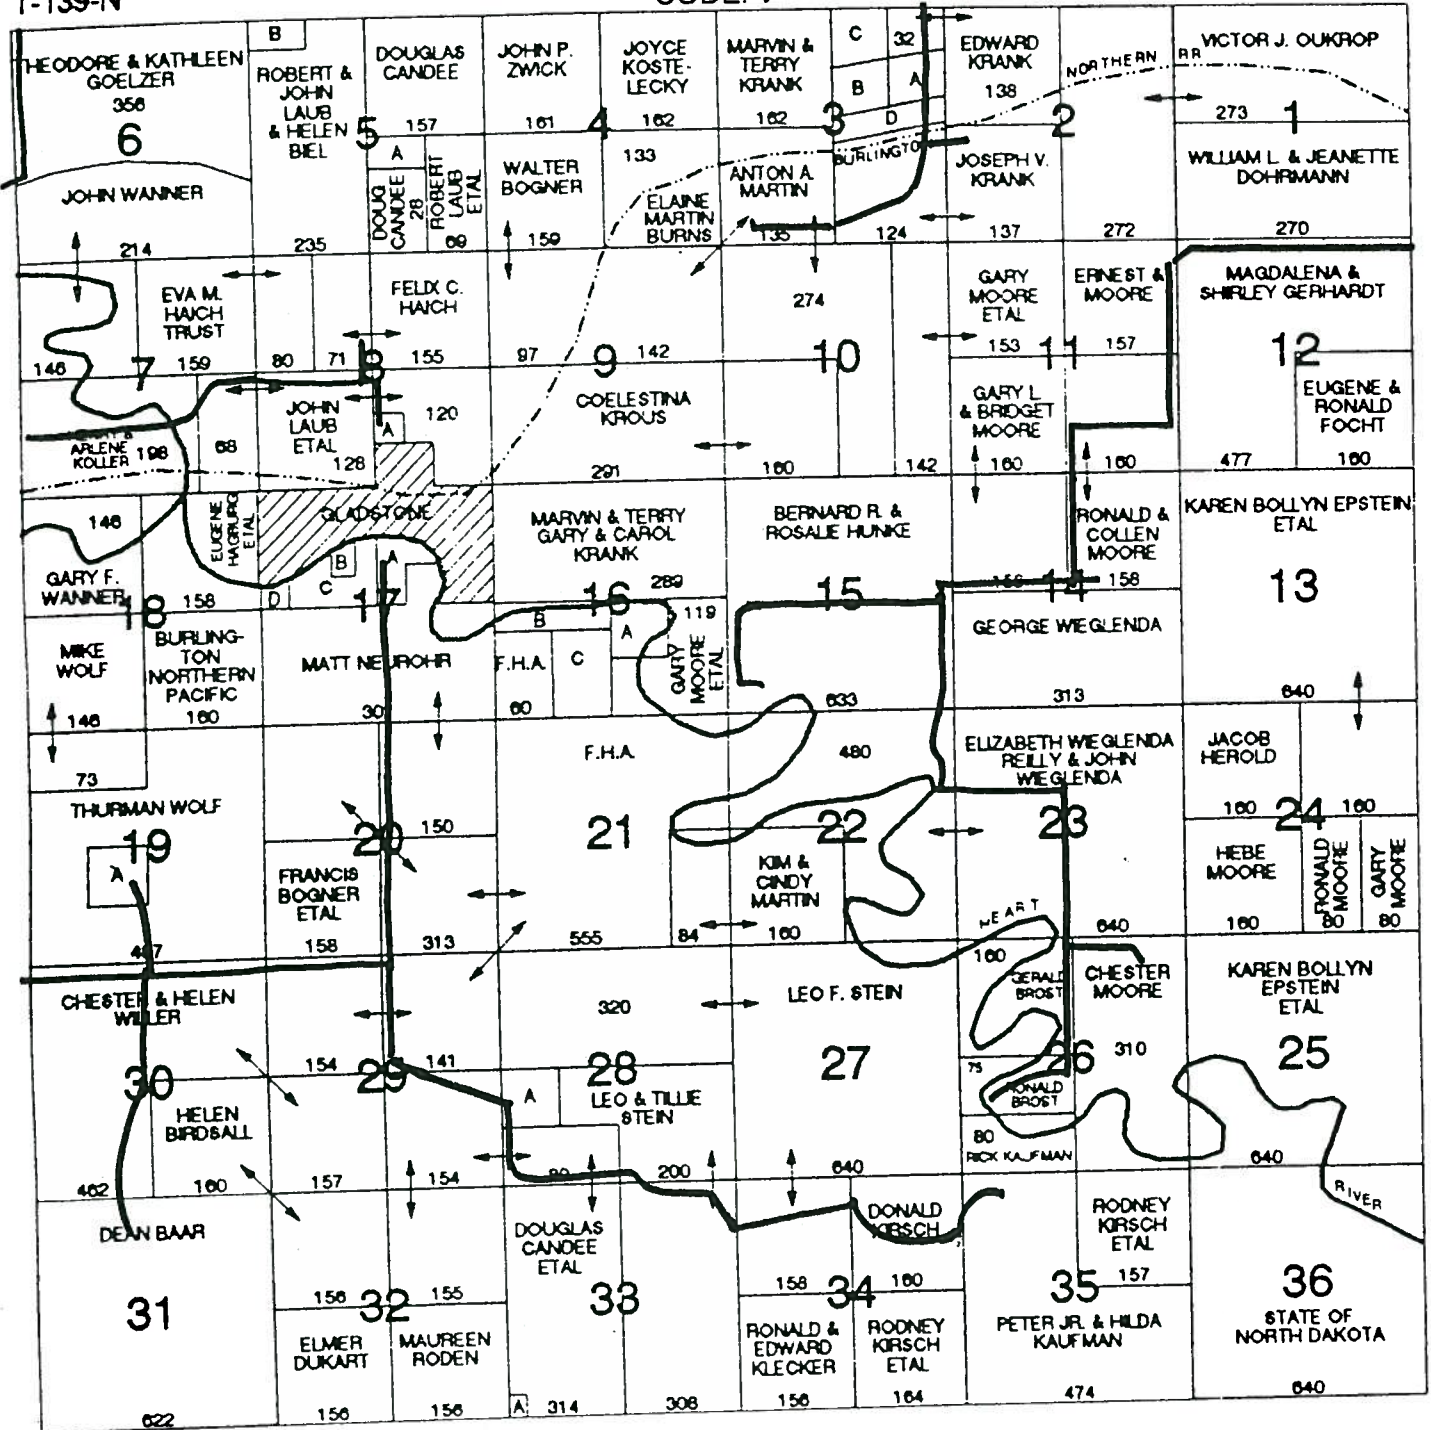 T-139-N
THEODORE & KATHLEEN
GOELZER
356
6
JOHN WANNER
214
B
ROBERT &
JOHN
LAUB
& HELEN
BIEL
235
5
DOUGLAS
CANDEE
157
A
DOUG
CANDEE
28
ROBERT
LAUB
ETAL
69
JOHN P.
ZWICK
161
4
JOYCE
KOSTE-
LECKY
162
WALTER
BOGNER
159
133
ELAINE
MARTIN
BURNS
MARVIN &
TERRY
KRANK
162
3
C
32
B
A
D
BURLINGTO
ANTON A.
MARTIN
135
124
EDWARD
KRANK
138
NORTHERN RR
2
JOSEPH V.
KRANK
137
272
VICTOR J. OUKROP
273
1
WILLIAM L. & JEANETTE
DOHRMANN
270
EVA M.
HAICH
TRUST
146
7
159
80
71
8
FELIX C.
HAICH
155
97
9
142
274
10
GARY
MOORE
ETAL
153
11
ERNEST &
MOORE
157
MAGDALENA &
SHIRLEY GERHARDT
12
EUGENE &
RONALD
FOCHT
ARLENE
KOLLER
198
68
JOHN
LAUB
ETAL
128
120
A
COELESTINA
KROUS
291
160
142
GARY L.
& BRIDGET
MOORE
160
160
477
160
146
EUGENE
HAGBURG
ETAL
GLADSTONE
MARVIN & TERRY
GARY & CAROL
KRANK
289
BERNARD R. &
ROSALIE HUNKE
RONALD &
COLLEN
MOORE
158
KAREN BOLLYN EPSTEIN
ETAL
13
GARY F.
WANNER
18
158
D
C
B
A
17
16
B
A
119
15
14
MIKE
WOLF
146
BURLING-
TON
NORTHERN
PACIFIC
160
MATT NEUROHR
30
F.H.A.
60
C
GARY
MOORE
ETAL
633
GEORGE WIEGLENDA
313
640
73
THURMAN WOLF
19
A
150
20
F.H.A.
21
480
22
ELIZABETH WIEGLENDA
REILLY & JOHN
WIEGLENDA
23
JACOB
HEROLD
160
24
160
FRANCIS
BOGNER
ETAL
158
313
555
84
KIM &
CINDY
MARTIN
160
HEART
640
HEBE
MOORE
160
RONALD
MOORE
80
GARY
MOORE
80
CHESTER & HELEN
WILLER
30
154
29
141
320
28
LEO F. STEIN
27
160
GERALD
BROST
26
CHESTER
MOORE
310
KAREN BOLLYN
EPSTEIN
ETAL
25
HELEN
BIRDSALL
462
160
157
154
A
LEO & TILLIE
STEIN
200
640
75
RONALD
BROST
80
RICK KAUFMAN
640
RIVER
DEAN BAAR
31
622
156
32
155
DOUGLAS
CANDEE
ETAL
33
DONALD
KIRSCH
158
34
160
RODNEY
KIRSCH
ETAL
35
157
36
STATE OF
NORTH DAKOTA
640
ELMER
DUKART
156
MAUREEN
RODEN
156
A
314
308
RONALD &
EDWARD
KLECKER
156
RODNEY
KIRSCH
ETAL
164
PETER JR. & HILDA
KAUFMAN
474